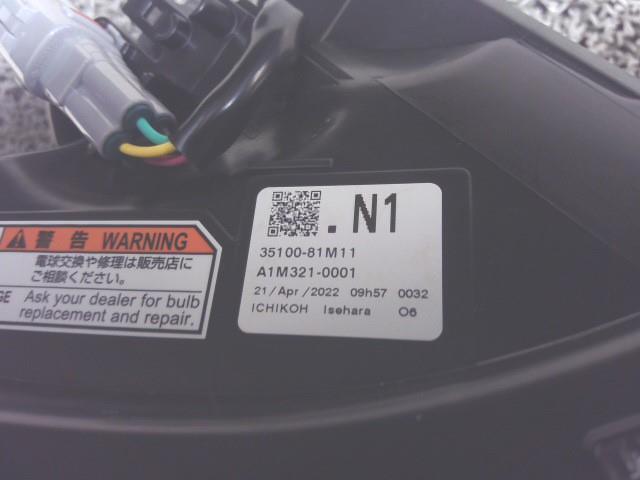 .N1
35100-81M11
A1M321-0001
21/Apr/2022 09h57 0032
ICHIKOH Isehara 06
警告 WARNING
電球交換や修理は販売店に
ご相談ください。
Ask your dealer for bulb
replacement and repair.